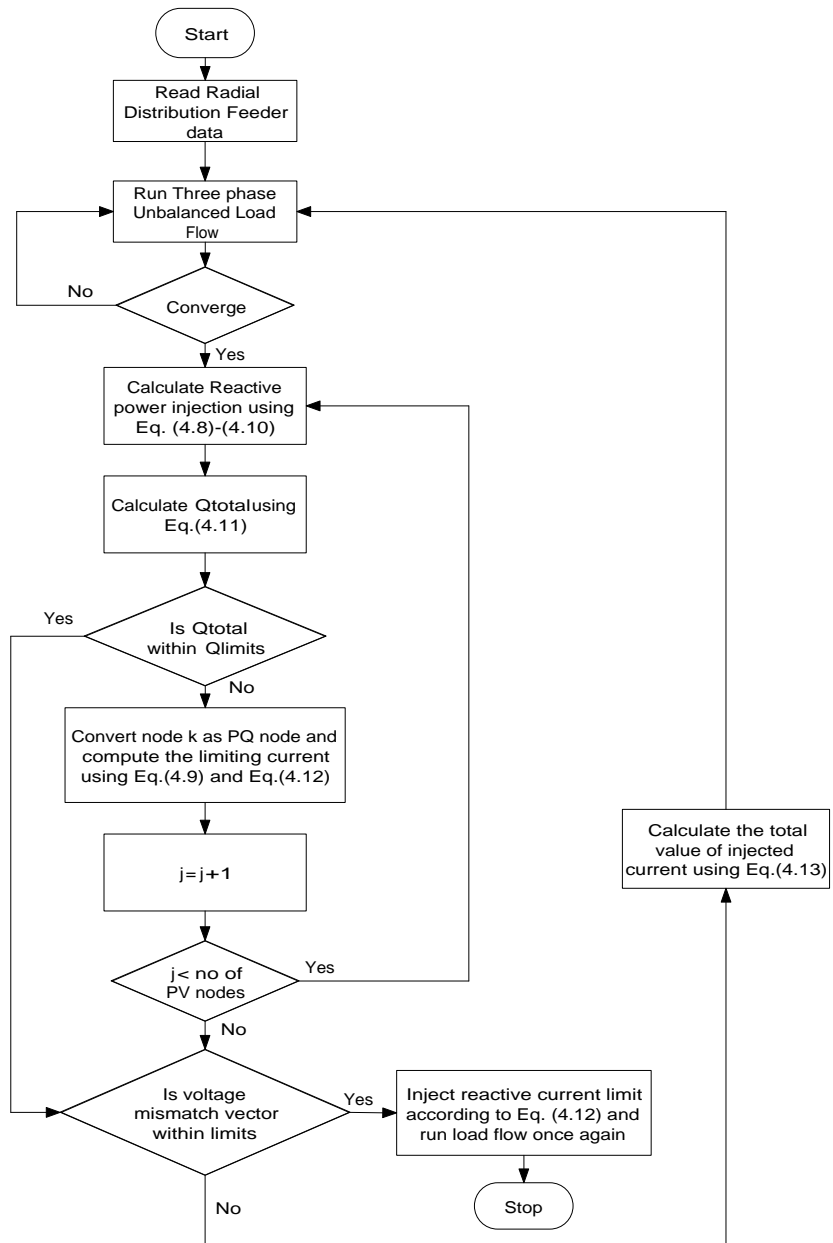 Start
Read Radial
Distribution Feeder
data
Run Three phase
Unbalanced Load
Flow
No
Converge
Yes
Calculate Reactive
power injection using
Eq. (4.8)-(4.10)
Calculate Qtotalusing
Eq.(4.11)
Yes
Is Qtotal
within Qlimits
No
Convert node k as PQ node and
compute the limiting current
using Eq.(4.9) and Eq.(4.12)
Calculate the total
value of injected
current using Eq.(4.13)
j=j+1
j< no of
PV nodes
Yes
No
Is voltage
mismatch vector
within limits
Yes
Inject reactive current limit
according to Eq. (4.12) and
run load flow once again
No
Stop